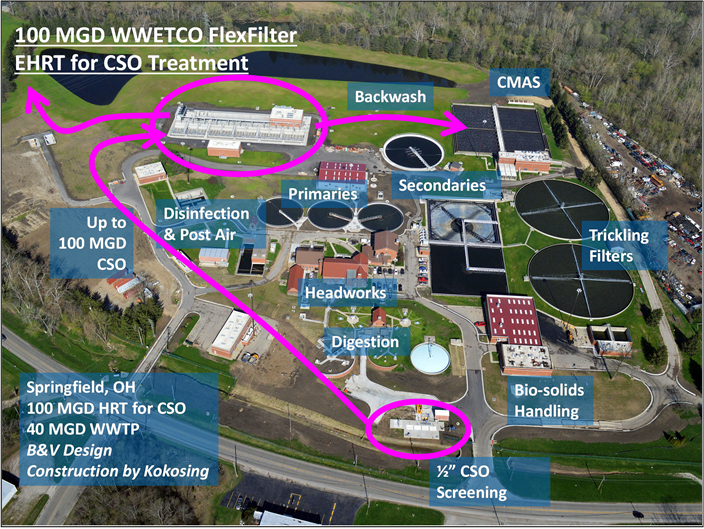 100 MGD WWETCO FlexFilter
EHRT for CSO Treatment
CMAS
Backwash
Primaries
Secondaries
Disinfection
& Post Air
Up to
100 MGD
CSO
Trickling
Filters
Headworks
Digestion
Springfield, OH
100 MGD HRT for CSO
40 MGD WWTP
B&V Design
Construction by Kokosing
Bio-solids
Handling
½” CSO
Screening